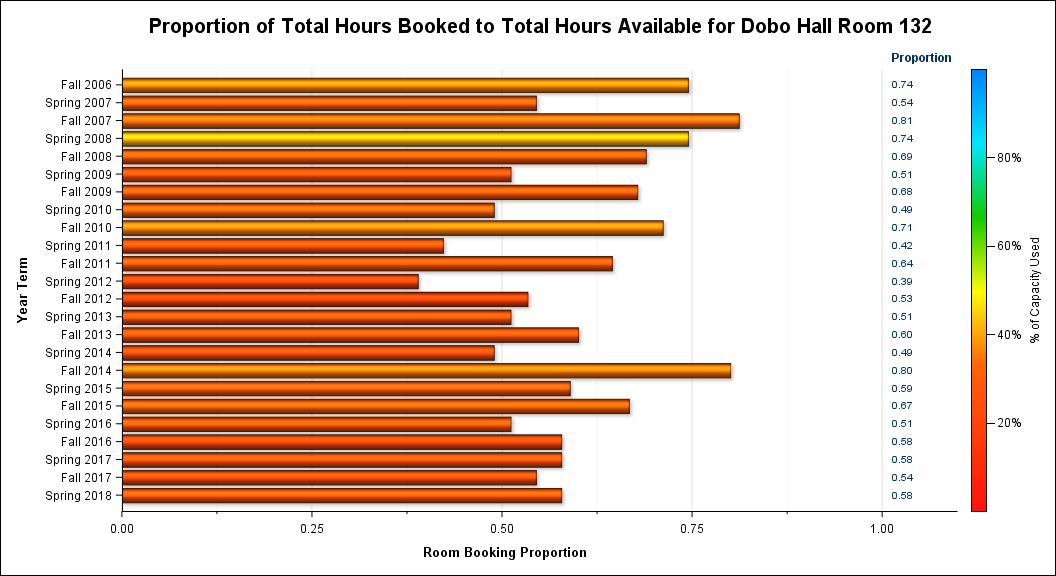 Proportion of Total Hours Booked to Total Hours Available for Dobo Hall Room 132
Proportion
Fall 2006 0.74
Spring 2007 0.54
Fall 2007 0.81
Spring 2008 0.74
Fall 2008 0.69
Spring 2009 0.51
Fall 2009 0.68
Spring 2010 0.49
Fall 2010 0.71
Spring 2011 0.42
Fall 2011 0.64
Spring 2012 0.39
Fall 2012 0.53
Spring 2013 0.51
Fall 2013 0.60
Spring 2014 0.49
Fall 2014 0.80
Spring 2015 0.59
Fall 2015 0.67
Spring 2016 0.51
Fall 2016 0.58
Spring 2017 0.58
Fall 2017 0.54
Spring 2018 0.58
Year Term
0.00 0.25 0.50 0.75 1.00
Room Booking Proportion
80%
60%
40%
20%
% of Capacity Used